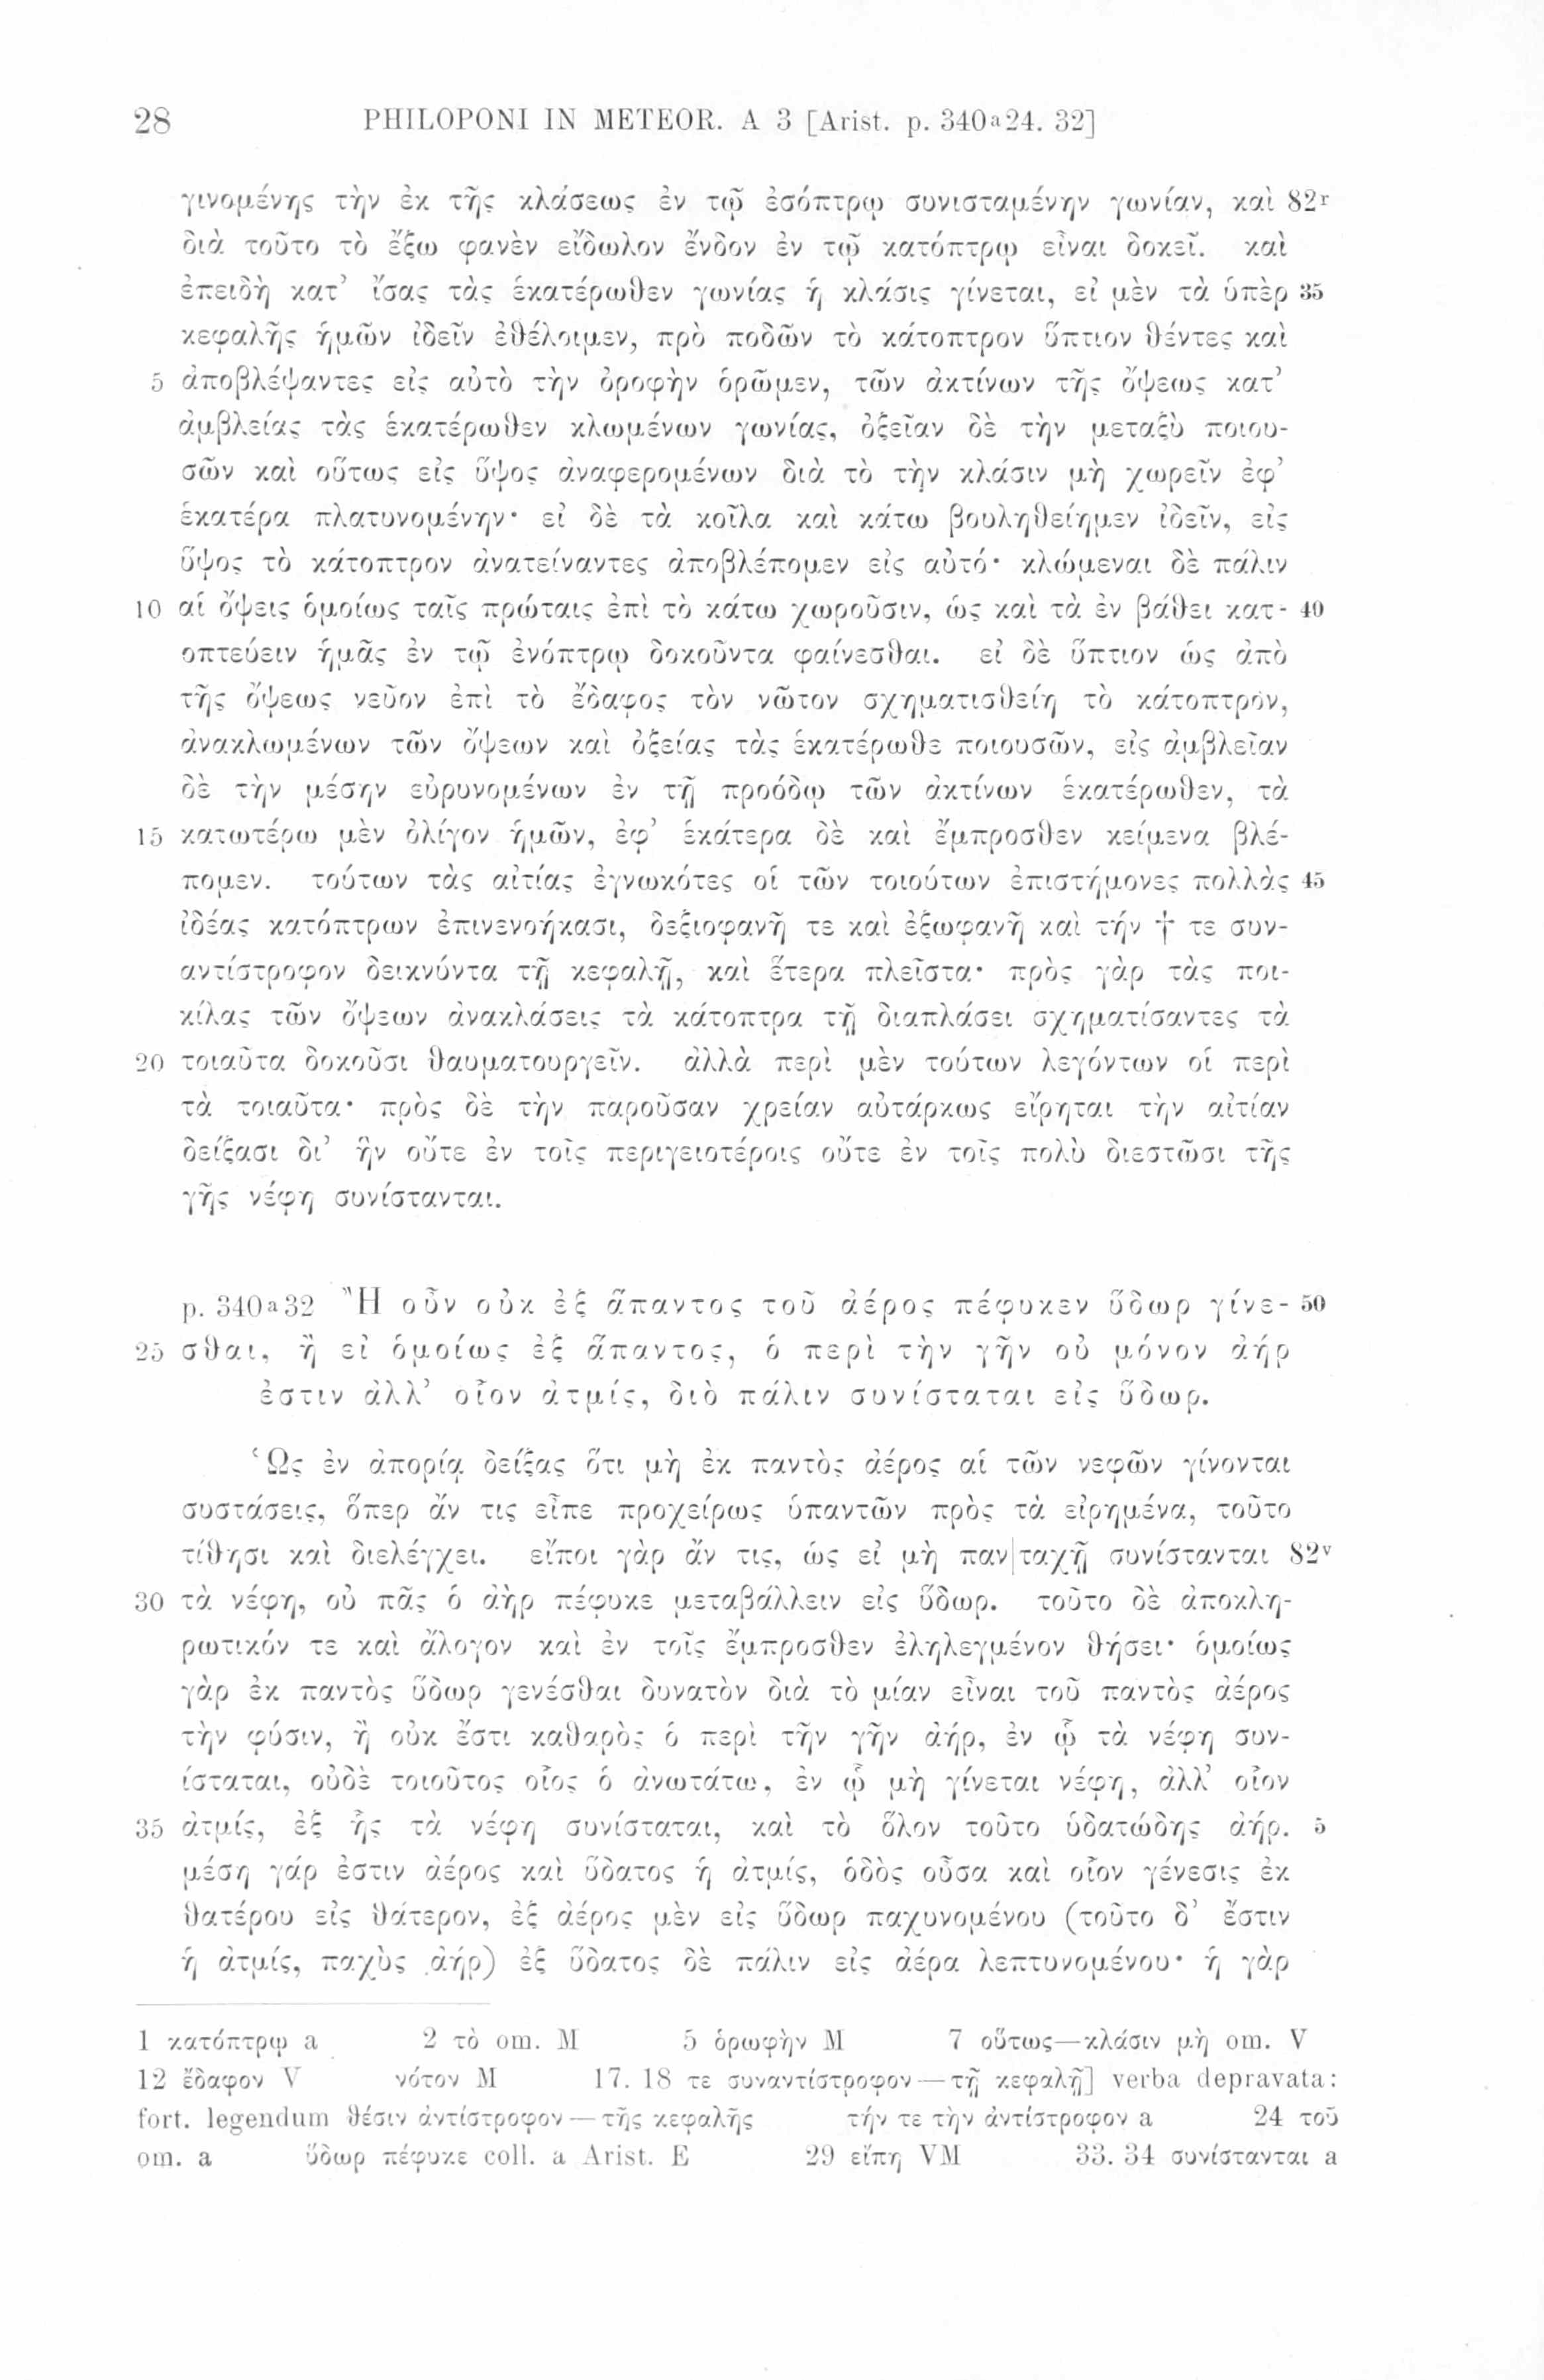 28 PHILOPONI IN METEOR. A 3 [Arist. p. 340a24. 32]
γινομένης τὴν ἐκ τῆς κλάσεως ἐν τῷ ἐσόπτρῳ συνισταμένην γωνίαν, καὶ 82r
διὰ τοῦτο τὸ ἔξω φανὲν εἴδωλον ἔνδον ἐν τῷ κατόπτρῳ εἶναι δοκεῖ. καὶ
ἐπειδὴ κατ’ ἴσας τὰς ἑκατέρωθεν γωνίας ἡ κλάσις γίνεται, εἰ μὲν τὰ ὑπὲρ 35
κεφαλῆς ἡμῶν ἰδεῖν ἐθέλοιμεν, πρὸ ποδῶν τὸ κάτοπτρον ὕπτιον θέντες καὶ
5 ἀποβλέψαντες εἰς αὐτὸ τὴν ὀροφὴν ὁρῶμεν, τῶν ἀκτίνων τῆς ὄψεως κατ’
ἀμβλείας τὰς ἑκατέρωθεν κλωμένων γωνίας, ὀξεῖαν δὲ τὴν μεταξὺ ποιου-
σῶν καὶ οὕτως εἰς ὕψος ἀναφερομένων διὰ τὸ τὴν κλάσιν μὴ χωρεῖν ἐφ’
ἑκατέρα πλατυνομένην· εἰ δὲ τὰ κοῖλα καὶ κάτω βουληθείημεν ἰδεῖν, εἰς
ὕψος τὸ κάτοπτρον ἀνατείναντες ἀποβλέπομεν εἰς αὐτό· κλώμεναι δὲ πάλιν
10 αἱ ὄψεις ὁμοίως ταῖς πρώταις ἐπὶ τὸ κάτω χωροῦσιν, ὡς καὶ τὰ ἐν βάθει κατ- 40
οπτεύειν ἡμᾶς ἐν τῷ ἐνόπτρῳ δοκοῦντα φαίνεσθαι. εἰ δὲ ὕπτιον ὡς ἀπὸ
τῆς ὄψεως νεῦον ἐπὶ τὸ ἔδαφος τὸν νῶτον σχηματισθείη τὸ κάτοπτρον,
ἀνακλωμένων τῶν ὄψεων καὶ ὀξείας τὰς ἑκατέρωθε ποιουσῶν, εἰς ἀμβλεῖαν
δὲ τὴν μέσην εὐρυνομένων ἐν τῇ προόδῳ τῶν ἀκτίνων ἑκατέρωθεν, τὰ
15 κατωτέρω μὲν ὀλίγον ἡμῶν, ἐφ’ ἑκάτερα δὲ καὶ ἔμπροσθεν κείμενα βλέ-
πομεν. τούτων τὰς αἰτίας ἐγνωκότες οἱ τῶν τοιούτων ἐπιστήμονες πολλὰς 45
ἰδέας κατόπτρων ἐπινενοήκασι, δεξιοφανῆ τε καὶ ἐξωφανῆ καὶ τήν † τε συν-
αντίστροφον δεικνύντα τῇ κεφαλῇ, καὶ ἕτερα πλεῖστα· πρὸς γὰρ τὰς ποι-
κίλας τῶν ὄψεων ἀνακλάσεις τὰ κάτοπτρα τῇ διαπλάσει σχηματίσαντες τὰ
20 τοιαῦτα δοκοῦσι θαυματουργεῖν. ἀλλὰ περὶ μὲν τούτων λεγόντων οἱ περὶ
τὰ τοιαῦτα· πρὸς δὲ τὴν παροῦσαν χρείαν αὐτάρκως εἴρηται τὴν αἰτίαν
δείξασι δι’ ἣν οὔτε ἐν τοῖς περιγειοτέροις οὔτε ἐν τοῖς πολὺ διεστῶσι τῆς
γῆς νέφη συνίστανται.
p. 340a32 Ἢ οὖν οὐκ ἐξ ἅπαντος τοῦ ἀέρος πέφυκεν ὕδωρ γίνε- 50
25 σθαι, ἢ εἰ ὁμοίως ἐξ ἅπαντος, ὁ περὶ τὴν γῆν οὐ μόνον ἀήρ
ἐστιν ἀλλ’ οἷον ἀτμίς, διὸ πάλιν συνίσταται εἰς ὕδωρ.
Ὡς ἐν ἀπορίᾳ δείξας ὅτι μὴ ἐκ παντὸς ἀέρος αἱ τῶν νεφῶν γίνονται
συστάσεις, ὅπερ ἄν τις εἶπε προχείρως ὑπαντῶν πρὸς τὰ εἰρημένα, τοῦτο
τίθησι καὶ διελέγχει. εἴποι γὰρ ἄν τις, ὡς εἰ μὴ παν|ταχῇ συνίστανται 82v
30 τὰ νέφη, οὐ πᾶς ὁ ἀὴρ πέφυκε μεταβάλλειν εἰς ὕδωρ. τοῦτο δὲ ἀποκλη-
ρωτικόν τε καὶ ἄλογον καὶ ἐν τοῖς ἔμπροσθεν ἐληλεγμένον θήσει· ὁμοίως
γὰρ ἐκ παντὸς ὕδωρ γενέσθαι δυνατὸν διὰ τὸ μίαν εἶναι τοῦ παντὸς ἀέρος
τὴν φύσιν, ἢ οὐκ ἔστι καθαρὸς ὁ περὶ τῆν γῆν ἀήρ, ἐν ᾧ τὰ νέφη συν-
ίσταται, οὐδὲ τοιοῦτος οἷος ὁ ἀνωτάτω, ἐν ᾧ μὴ γίνεται νέφη, ἀλλ’ οἷον
35 ἀτμίς, ἐξ ἧς τὰ νέφη συνίσταται, καὶ τὸ ὅλον τοῦτο ὑδατώδης ἀήρ. 5
μέση γάρ ἐστιν ἀέρος καὶ ὕδατος ἡ ἀτμίς, ὁδὸς οὖσα καὶ οἷον γένεσις ἐκ
θατέρου εἰς θάτερον, ἐξ ἀέρος μὲν εἰς ὕδωρ παχυνομένου (τοῦτο δ’ ἔστιν
ἡ ἀτμίς, παχὺς ἀήρ) ἐξ ὕδατος δὲ πάλιν εἰς ἀέρα λεπτυνομένου· ἡ γὰρ
1 κατόπτρῳ a 2 τὸ om. M 5 ὁρωφὴν M 7 οὕτως—κλάσιν μὴ om. V
12 ἔδαφον V νότον M 17. 18 τε συναντίστροφον — τῇ κεφαλῇ] verba depravata:
fort. legendum θέσιν ἀντίστροφον — τῆς κεφαλῆς τήν τε τὴν ἀντίστροφον a 24 τοῦ
om. a ὕδωρ πέφυκε coll. a Arist. E 29 εἴπῃ VM 33. 34 συνίστανται a